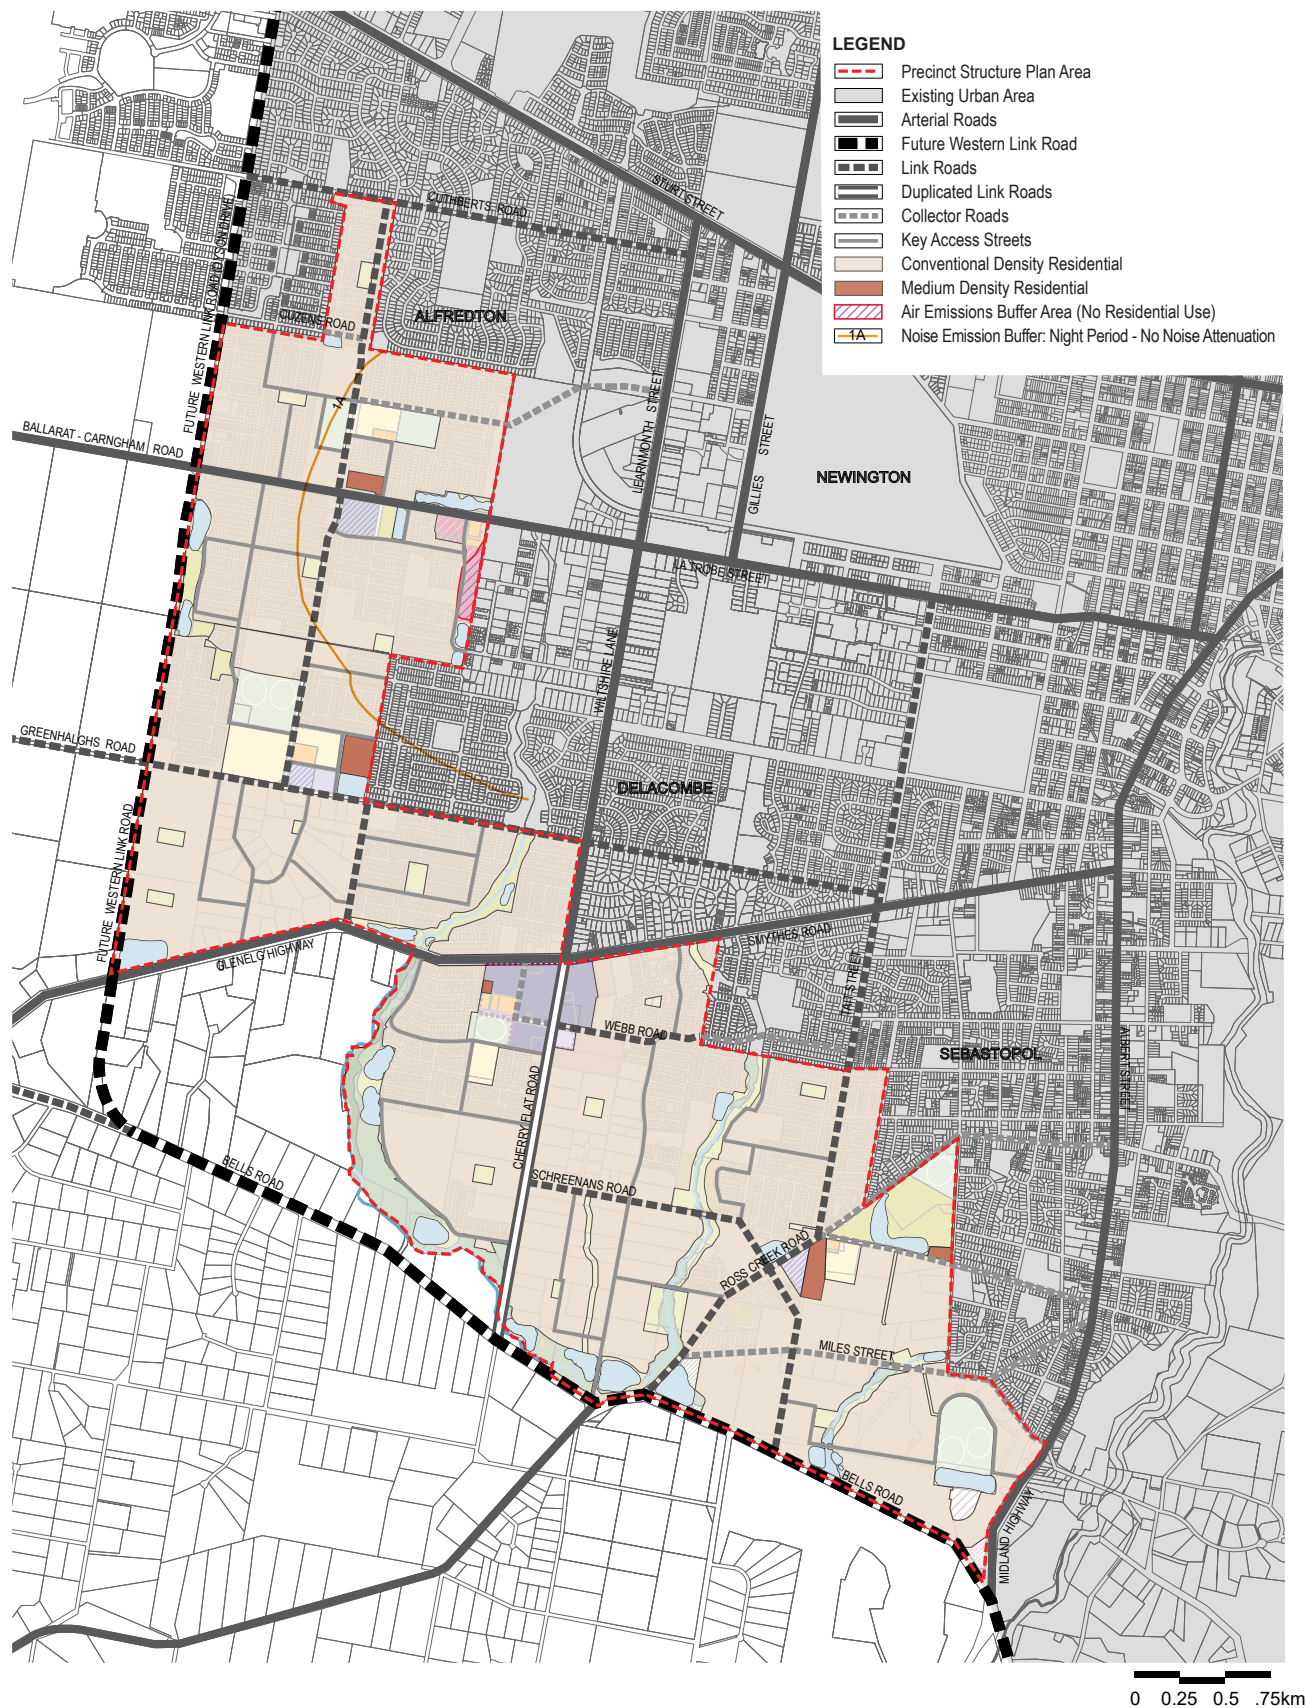 LEGEND
Precinct Structure Plan Area
Existing Urban Area
Arterial Roads
Future Western Link Road
Link Roads
Duplicated Link Roads
Collector Roads
Key Access Streets
Conventional Density Residential
Medium Density Residential
Air Emissions Buffer Area (No Residential Use)
1A
Noise Emission Buffer: Night Period - No Noise Attenuation
STURT STREET
CUTHBERTS ROAD
FUTURE WESTERN LINK ROAD
CUZENS ROAD
ALFREDTON
1A
LEARNMONTH STREET
GILLIES STREET
BALLARAT - CARNGHAM ROAD
NEWINGTON
LA TROBE STREET
WILTSHIRE LANE
GREENHALGHS ROAD
DELACOMBE
FUTURE WESTERN LINK ROAD
GLENELG HIGHWAY
SMYTHES ROAD
TAIT STREET
WEBB ROAD
SEBASTOPOL
ALBERT STREET
CHERRY FLAT ROAD
BELLS ROAD
SCHREENANS ROAD
ROSS CREEK ROAD
MILES STREET
BELLS ROAD
MIDLAND HIGHWAY
0 0.25 0.5 .75km